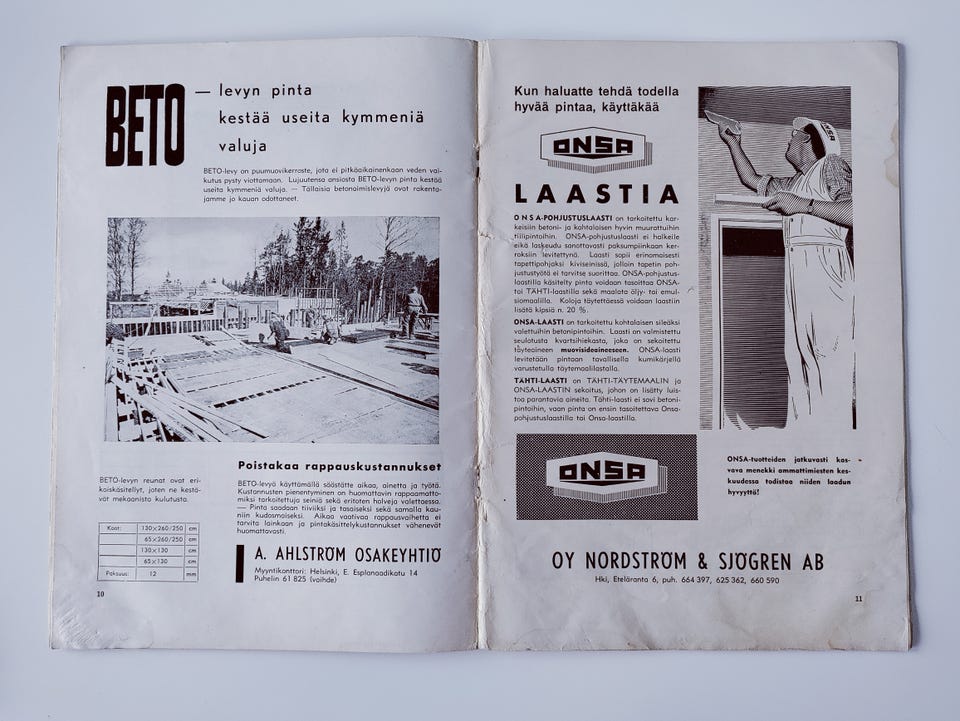 BETO
— levyn pinta
kestää useita kymmeniä
valuja
BETO-levy on puumuovikerroste, jota ei pitkäaikainenkaan veden vai-
kutus pysty vioittamaan. Lujuutensa ansiosta BETO-levyn pinta kestää
useita kymmeniä valuja. — Tällaisia betonoimislevyjä ovat rakenta-
jamme jo kauan odottaneet.
Poistakaa rappauskustannukset
BETO-levyn reunat ovat eri-
koiskäsitellyt, joten ne kestä-
vät mekaanista kulutusta.
BETO-levyä käyttämällä säästätte aikaa, ainetta ja työtä.
Kustannusten pienentyminen on huomattavin rappaamatto-
miksi tarkoitettuja seiniä sekä eritoten holveja valettaessa.
— Pinta saadaan tiiviiksi ja tasaiseksi sekä samalla kau-
niin kudosmaiseksi. Aikaa vaativaa rappausvaihetta ei
tarvita lainkaan ja pintakäsittelykustannukset vähenevät
huomattavasti.
Koot: 130×260/250 cm
65×260/250 cm
130×130 cm
65×130 cm
Paksuus: 12 mm
A. AHLSTRÖM OSAKEYHTIÖ
Myyntikonttori: Helsinki, E. Esplanaadikatu 14
Puhelin 61 825 (vaihde)
10
Kun haluatte tehdä todella
hyvää pintaa, käyttäkää
ONSA
LAASTIA
ONSA-POHJUSTUSLAASTI on tarkoitettu kar-
keisiin betoni- ja kohtalaisen hyvin muurattuihin
tiilipintoihin. ONSA-pohjustuslaasti ei halkeile
eikä laskeudu sanottavasti paksumpiinkaan ker-
roksiin levitettynä. Laasti sopii erinomaisesti
tapettipohjaksi kiviseinissä, jolloin tapetin poh-
justustyötä ei tarvitse suorittaa. ONSA-pohjustus-
laastilla käsitelty pinta voidaan tasoittaa ONSA-
tai TÄHTI-laastilla sekä maalata öljy- tai emul-
siomaalilla. Koloja täytettäessä voidaan laastiin
lisätä kipsiä n. 20 %.
ONSA-LAASTI on tarkoitettu kohtalaisen sileäksi
valettuihin betonipintoihin. Laasti on valmistettu
seulotusta kvartsihiekasta, joka on sekoitettu
täyteaineen muovisideaineeseen. ONSA-laasti
levitetään pintaan tavallisella kumikärjellä
varustetulla täytemaalilastalla.
TÄHTI-LAASTI on TÄHTI-TÄYTEMAALIN ja
ONSA-LAASTIN sekoitus, johon on lisätty luis-
toa parantavia aineita. Tähti-laasti ei sovi betoni-
pintoihin, vaan pinta on ensin tasoitettava Onsa-
pohjustuslaastilla tai Onsa-laastilla.
ONSA
ONSA
ONSA-tuotteiden jatkuvasti kas-
vava menekki ammattimiesten kes-
kuudessa todistaa niiden laadun
hyvyyttä!
OY NORDSTRÖM & SJÖGREN AB
Hki, Eteläranta 6, puh. 664 397, 625 362, 660 590
11